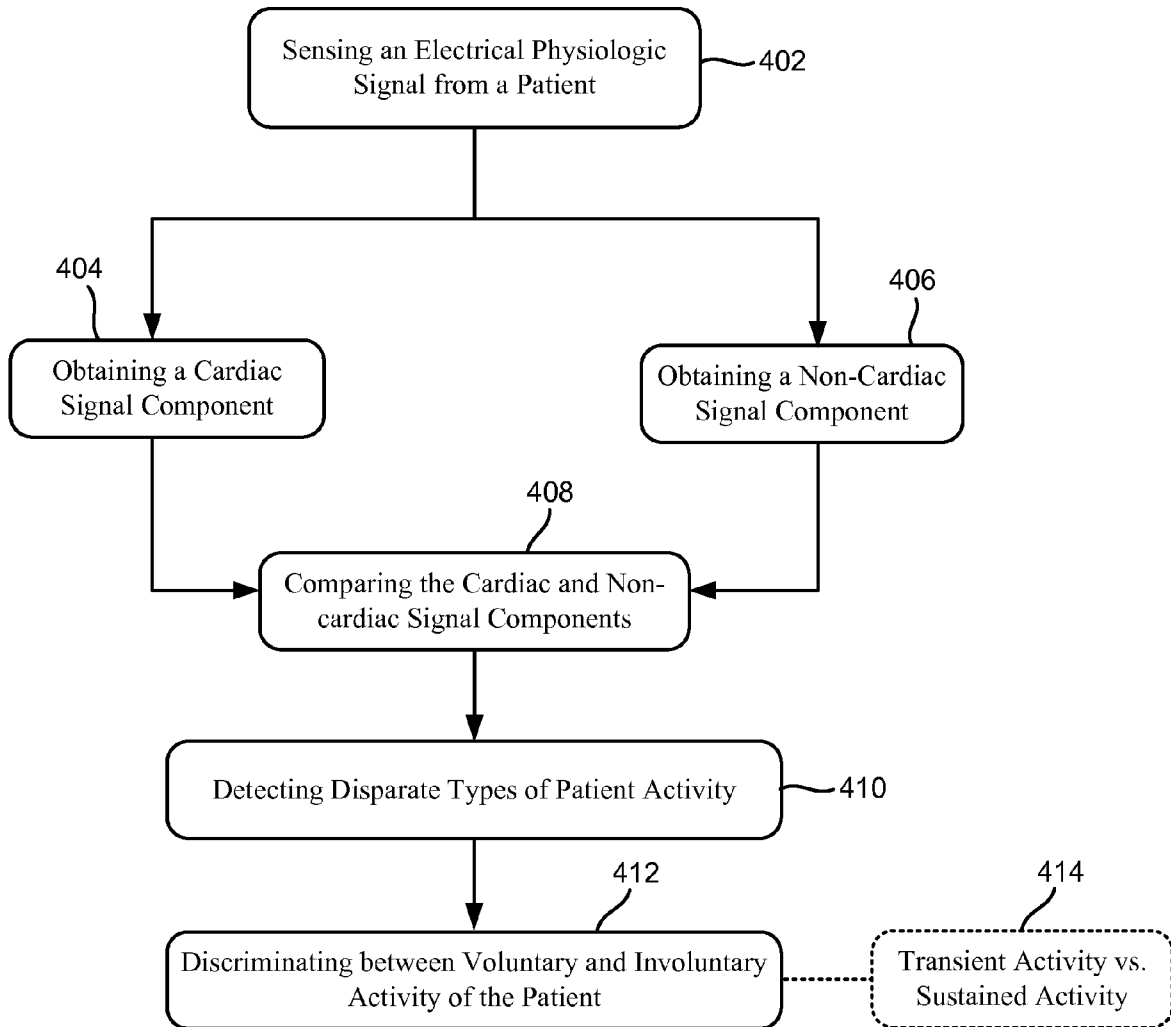 Sensing an Electrical Physiologic
Signal from a Patient
402
404
406
Obtaining a Cardiac
Signal Component
Obtaining a Non-Cardiac
Signal Component
408
Comparing the Cardiac and Non-
cardiac Signal Components
Detecting Disparate Types of Patient Activity
410
412
414
Discriminating between Voluntary and Involuntary
Activity of the Patient
Transient Activity vs.
Sustained Activity